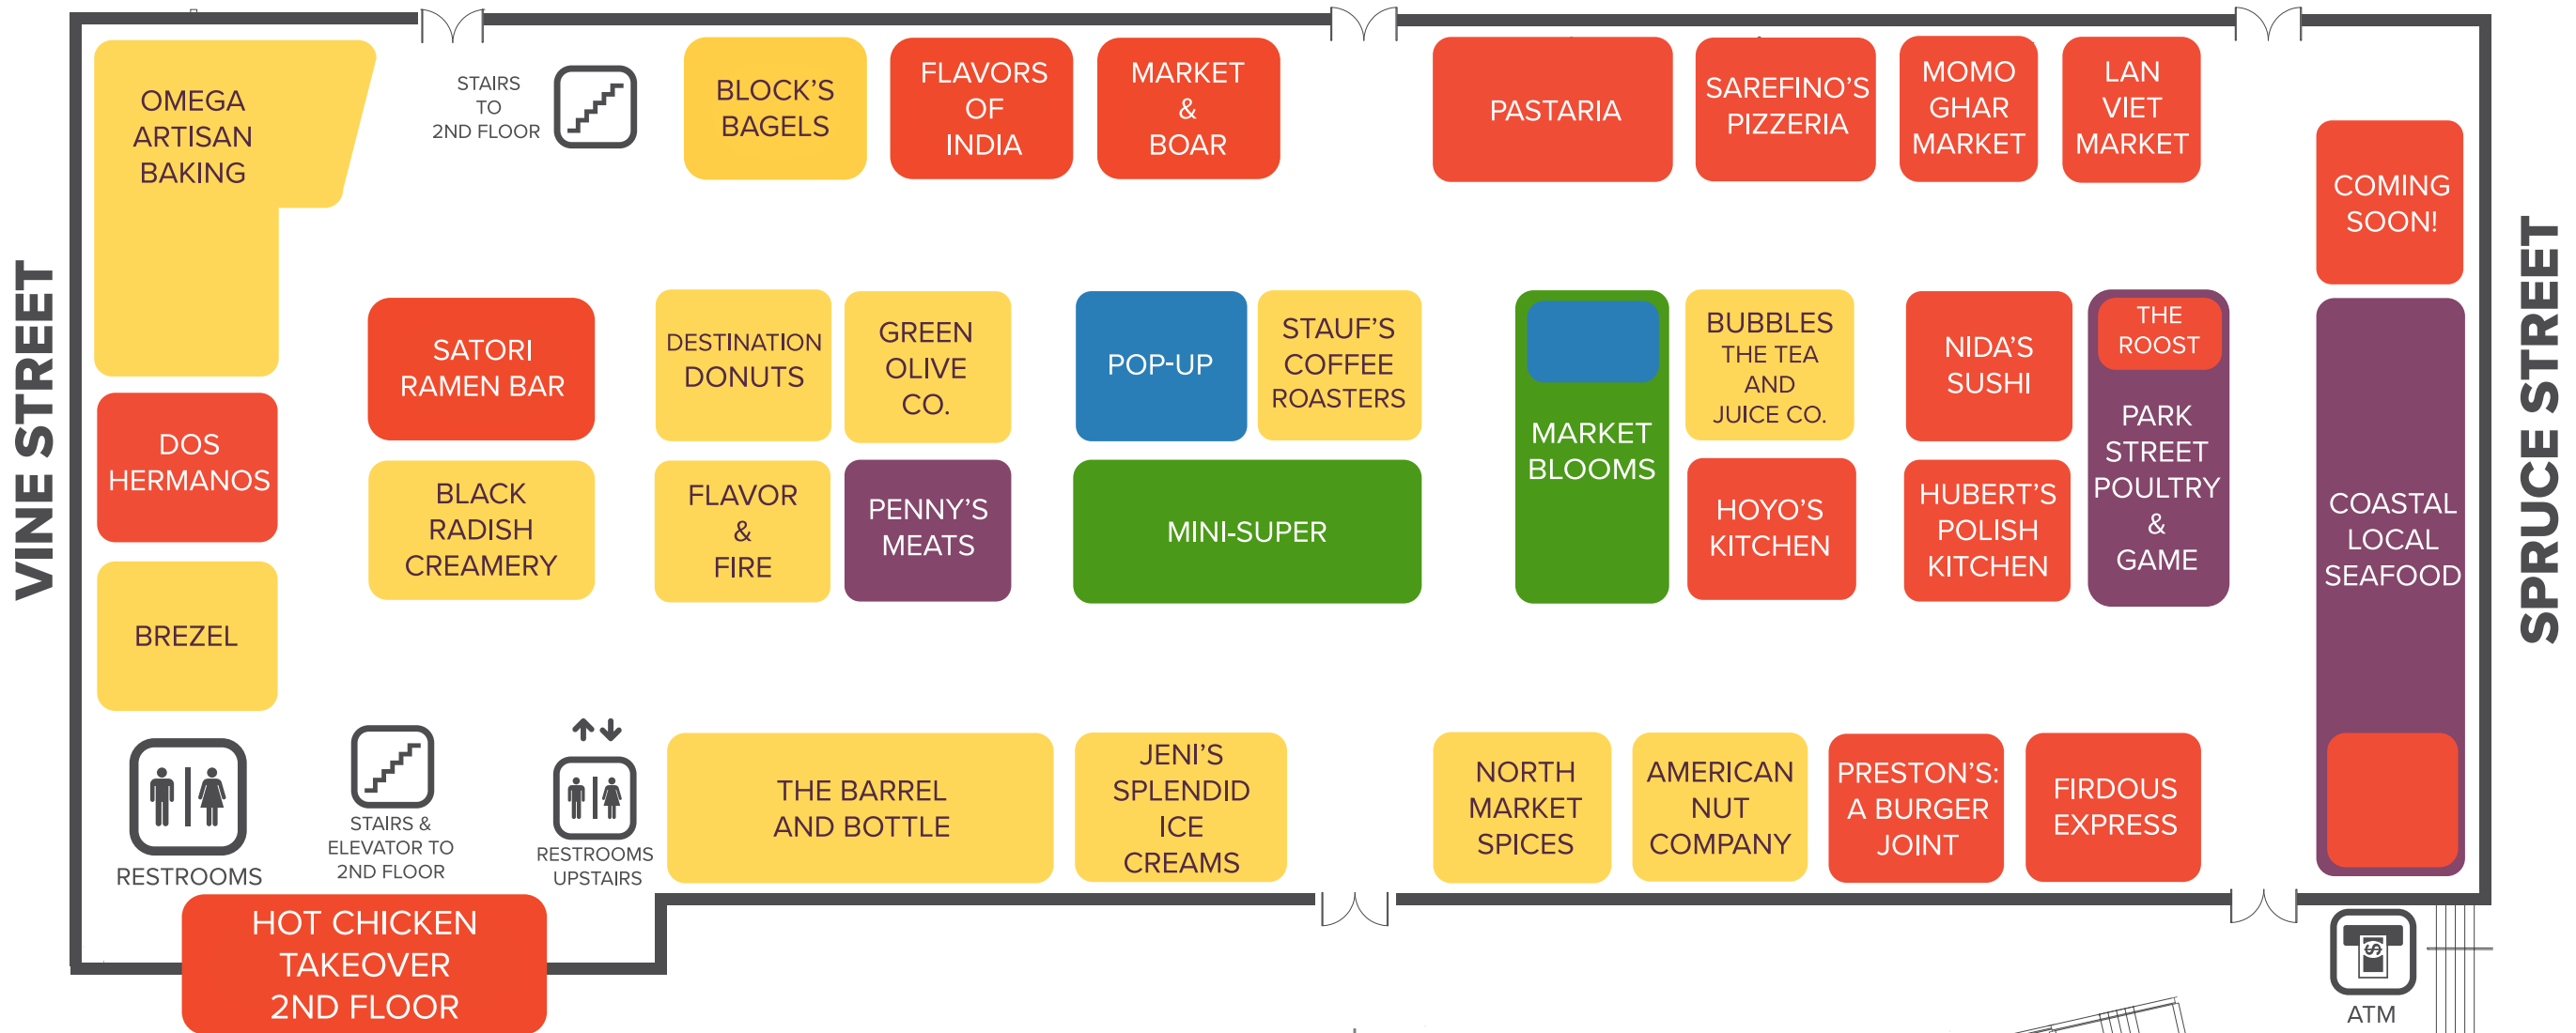 VINE STREET
OMEGA
ARTISAN
BAKING
STAIRS
TO
2ND FLOOR
BLOCK'S
BAGELS
FLAVORS
OF
INDIA
MARKET
&
BOAR
PASTARIA
SAREFINO'S
PIZZERIA
MOMO
GHAR
MARKET
LAN
VIET
MARKET
COMING
SOON!
SPRUCE STREET
DOS
HERMANOS
BREZEL
SATORI
RAMEN BAR
BLACK
RADISH
CREAMERY
DESTINATION
DONUTS
GREEN
OLIVE
CO.
FLAVOR
&
FIRE
PENNY'S
MEATS
POP-UP
STAUF'S
COFFEE
ROASTERS
MINI-SUPER
MARKET
BLOOMS
BUBBLES
THE TEA
AND
JUICE CO.
HOYO'S
KITCHEN
NIDA'S
SUSHI
HUBERT'S
POLISH
KITCHEN
THE
ROOST
PARK
STREET
POULTRY
&
GAME
COASTAL
LOCAL
SEAFOOD
RESTROOMS
STAIRS &
ELEVATOR TO
2ND FLOOR
RESTROOMS
UPSTAIRS
THE BARREL
AND BOTTLE
JENI'S
SPLENDID
ICE
CREAMS
NORTH
MARKET
SPICES
AMERICAN
NUT
COMPANY
PRESTON'S:
A BURGER
JOINT
FIRDOUS
EXPRESS
HOT CHICKEN
TAKEOVER
2ND FLOOR
$
ATM